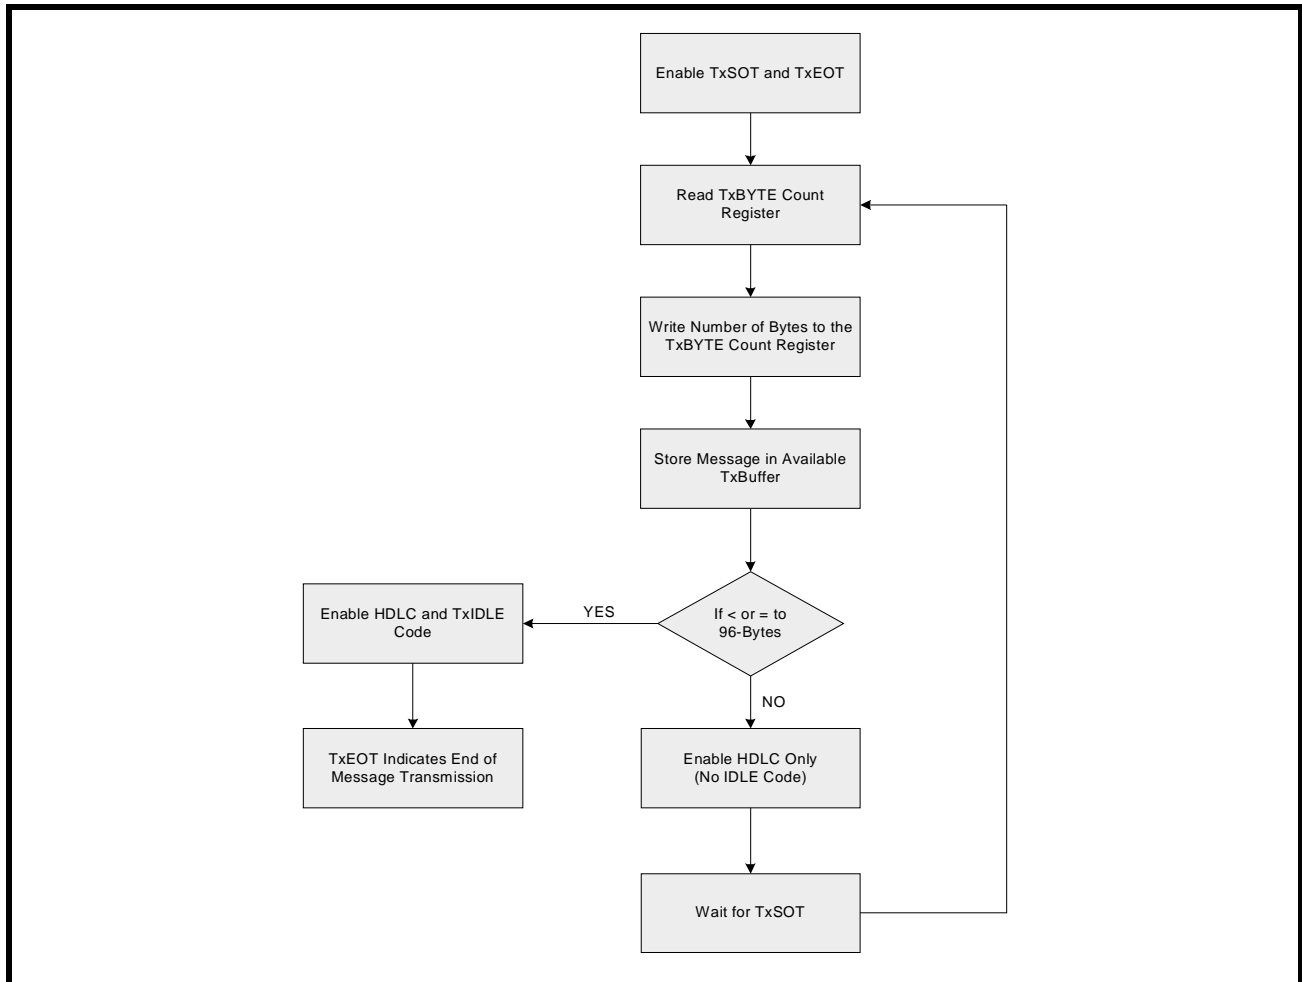 Enable TxSOT and TxEOT
Read TxBYTE Count
Register
Write Number of Bytes to the
TxBYTE Count Register
Store Message in Available
TxBuffer
If < or = to
96-Bytes
YES
Enable HDLC and TxIDLE
Code
TxEOT Indicates End of
Message Transmission
NO
Enable HDLC Only
(No IDLE Code)
Wait for TxSOT